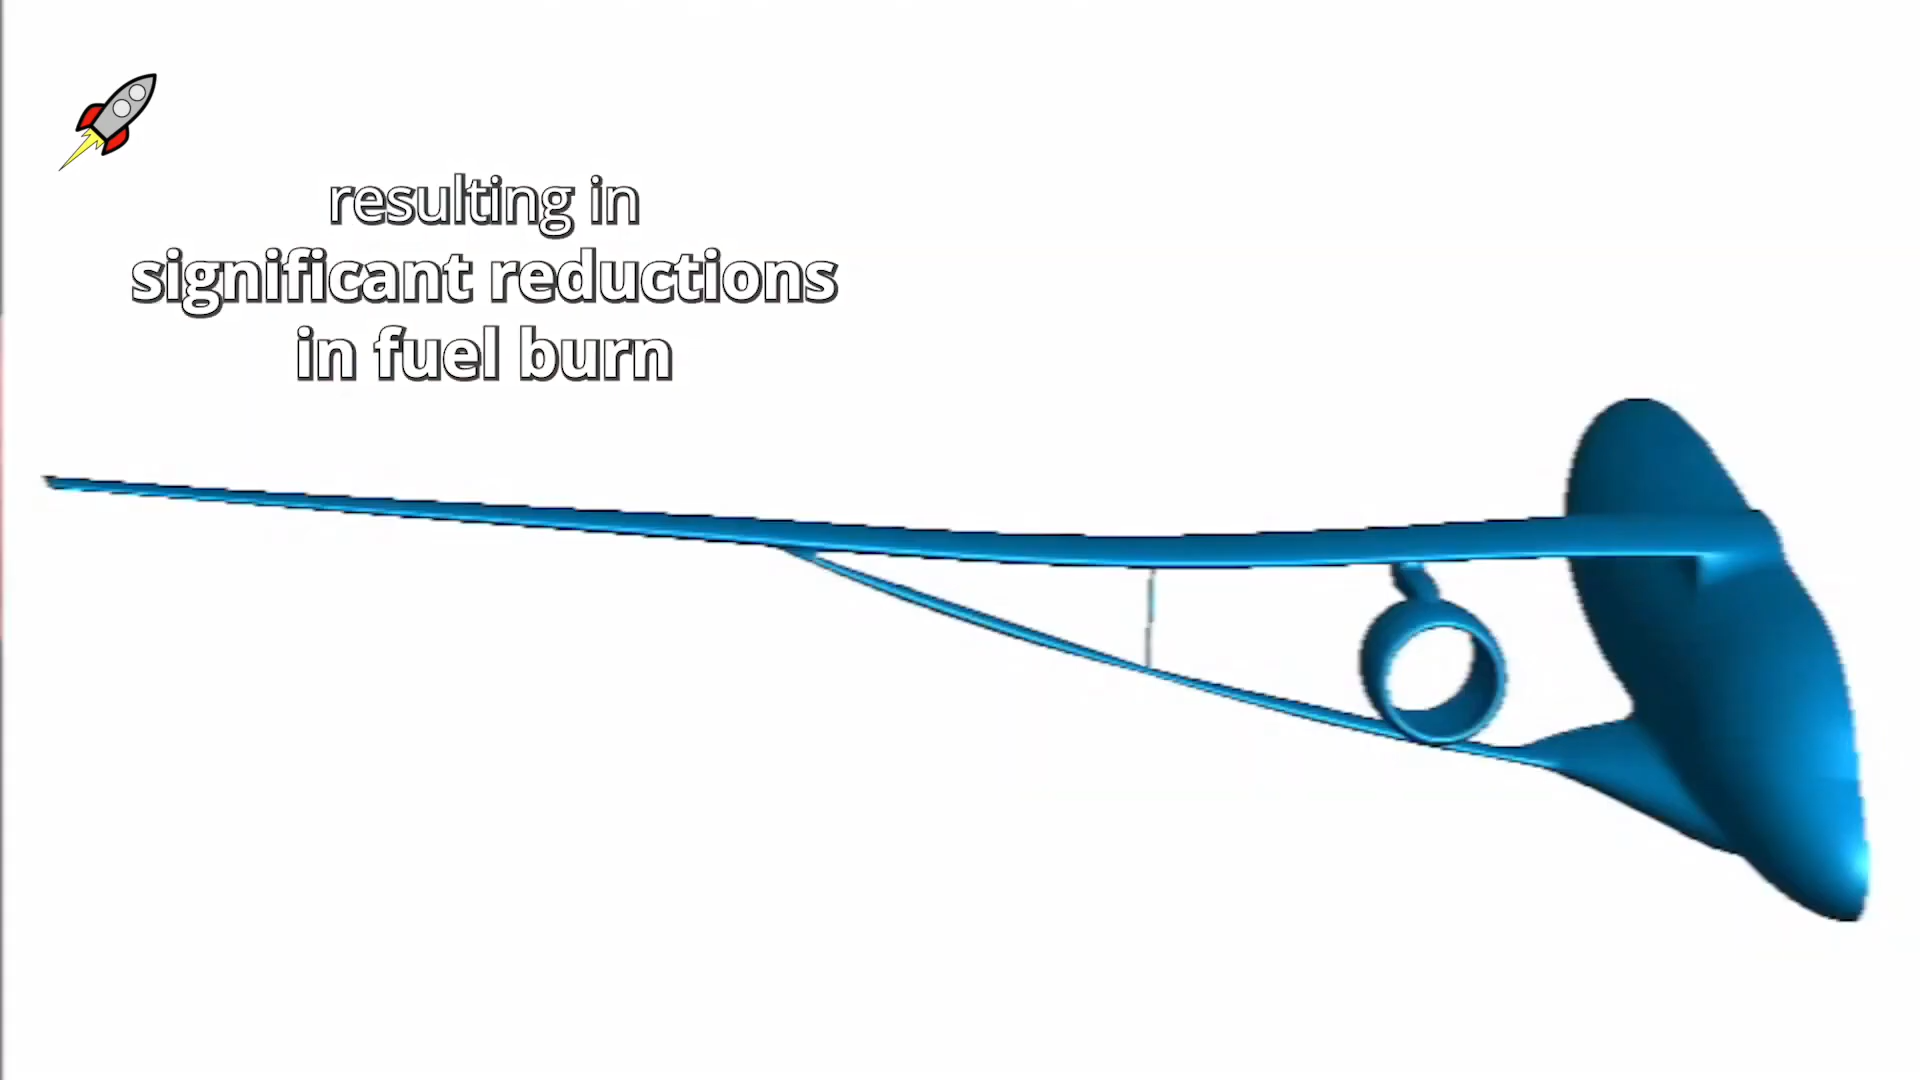 resulting in
significant reductions
in fuel burn